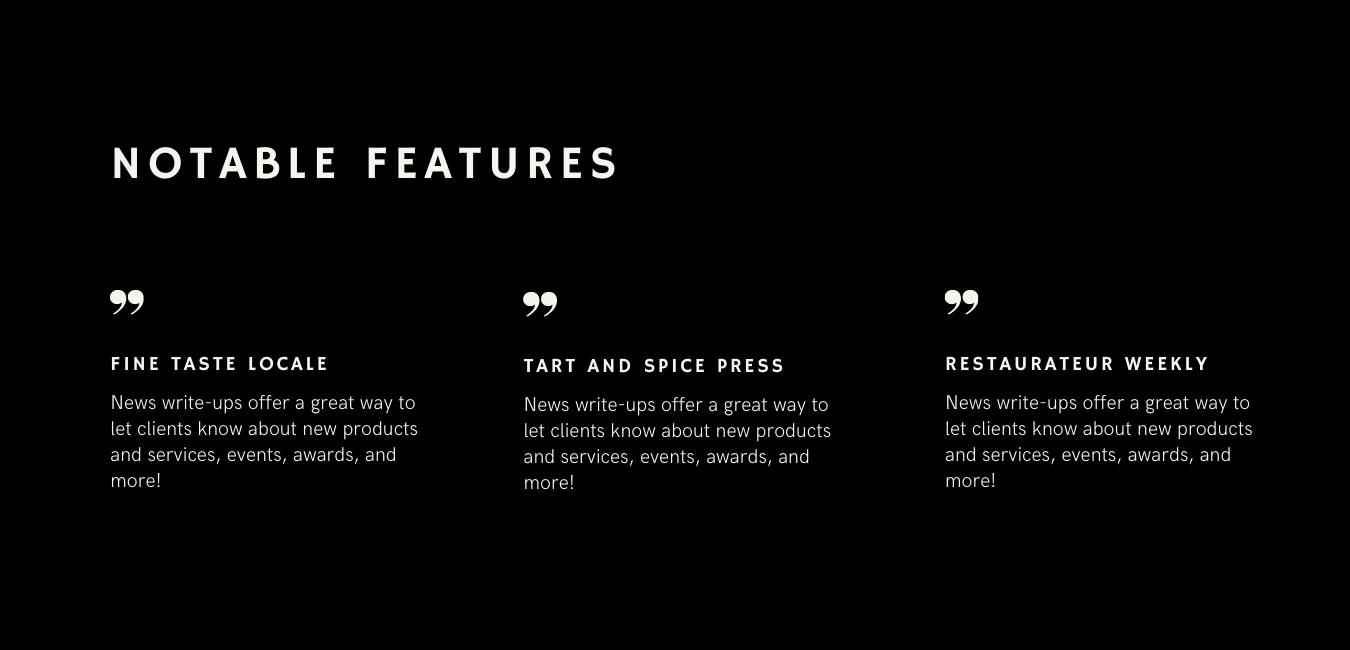 NOTABLE FEATURES
”
FINE TASTE LOCALE
News write-ups offer a great way to
let clients know about new products
and services, events, awards, and
more!
”
TART AND SPICE PRESS
News write-ups offer a great way to
let clients know about new products
and services, events, awards, and
more!
”
RESTAURATEUR WEEKLY
News write-ups offer a great way to
let clients know about new products
and services, events, awards, and
more!